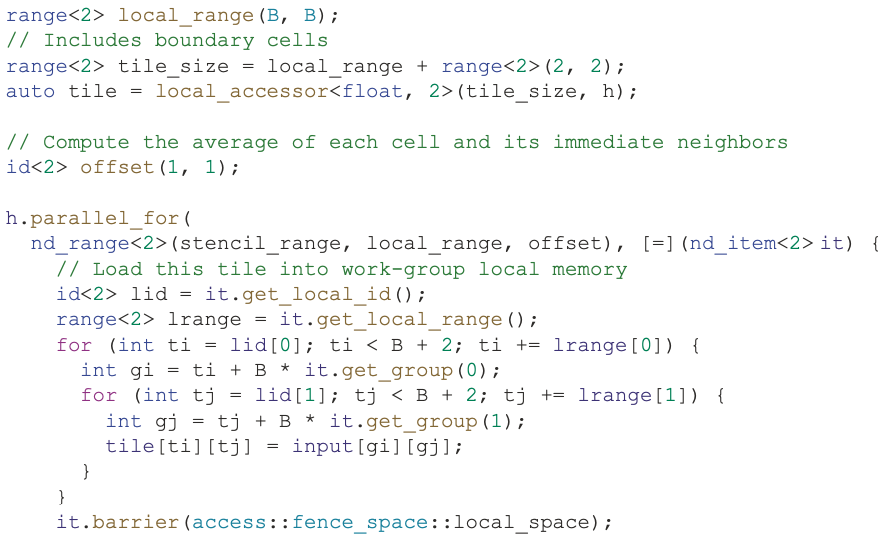 range<2> local_range(B, B);
// Includes boundary cells
range<2> tile_size = local_range + range<2>(2, 2);
auto tile = local_accessor<float, 2>(tile_size, h);

// Compute the average of each cell and its immediate neighbors
id<2> offset(1, 1);

h.parallel_for(
  nd_range<2>(stencil_range, local_range, offset), [=](nd_item<2> it) {
    // Load this tile into work-group local memory
    id<2> lid = it.get_local_id();
    range<2> lrange = it.get_local_range();
    for (int ti = lid[0]; ti < B + 2; ti += lrange[0]) {
      int gi = ti + B * it.get_group(0);
      for (int tj = lid[1]; tj < B + 2; tj += lrange[1]) {
        int gj = tj + B * it.get_group(1);
        tile[ti][tj] = input[gi][gj];
      }
    }
    it.barrier(access::fence_space::local_space);